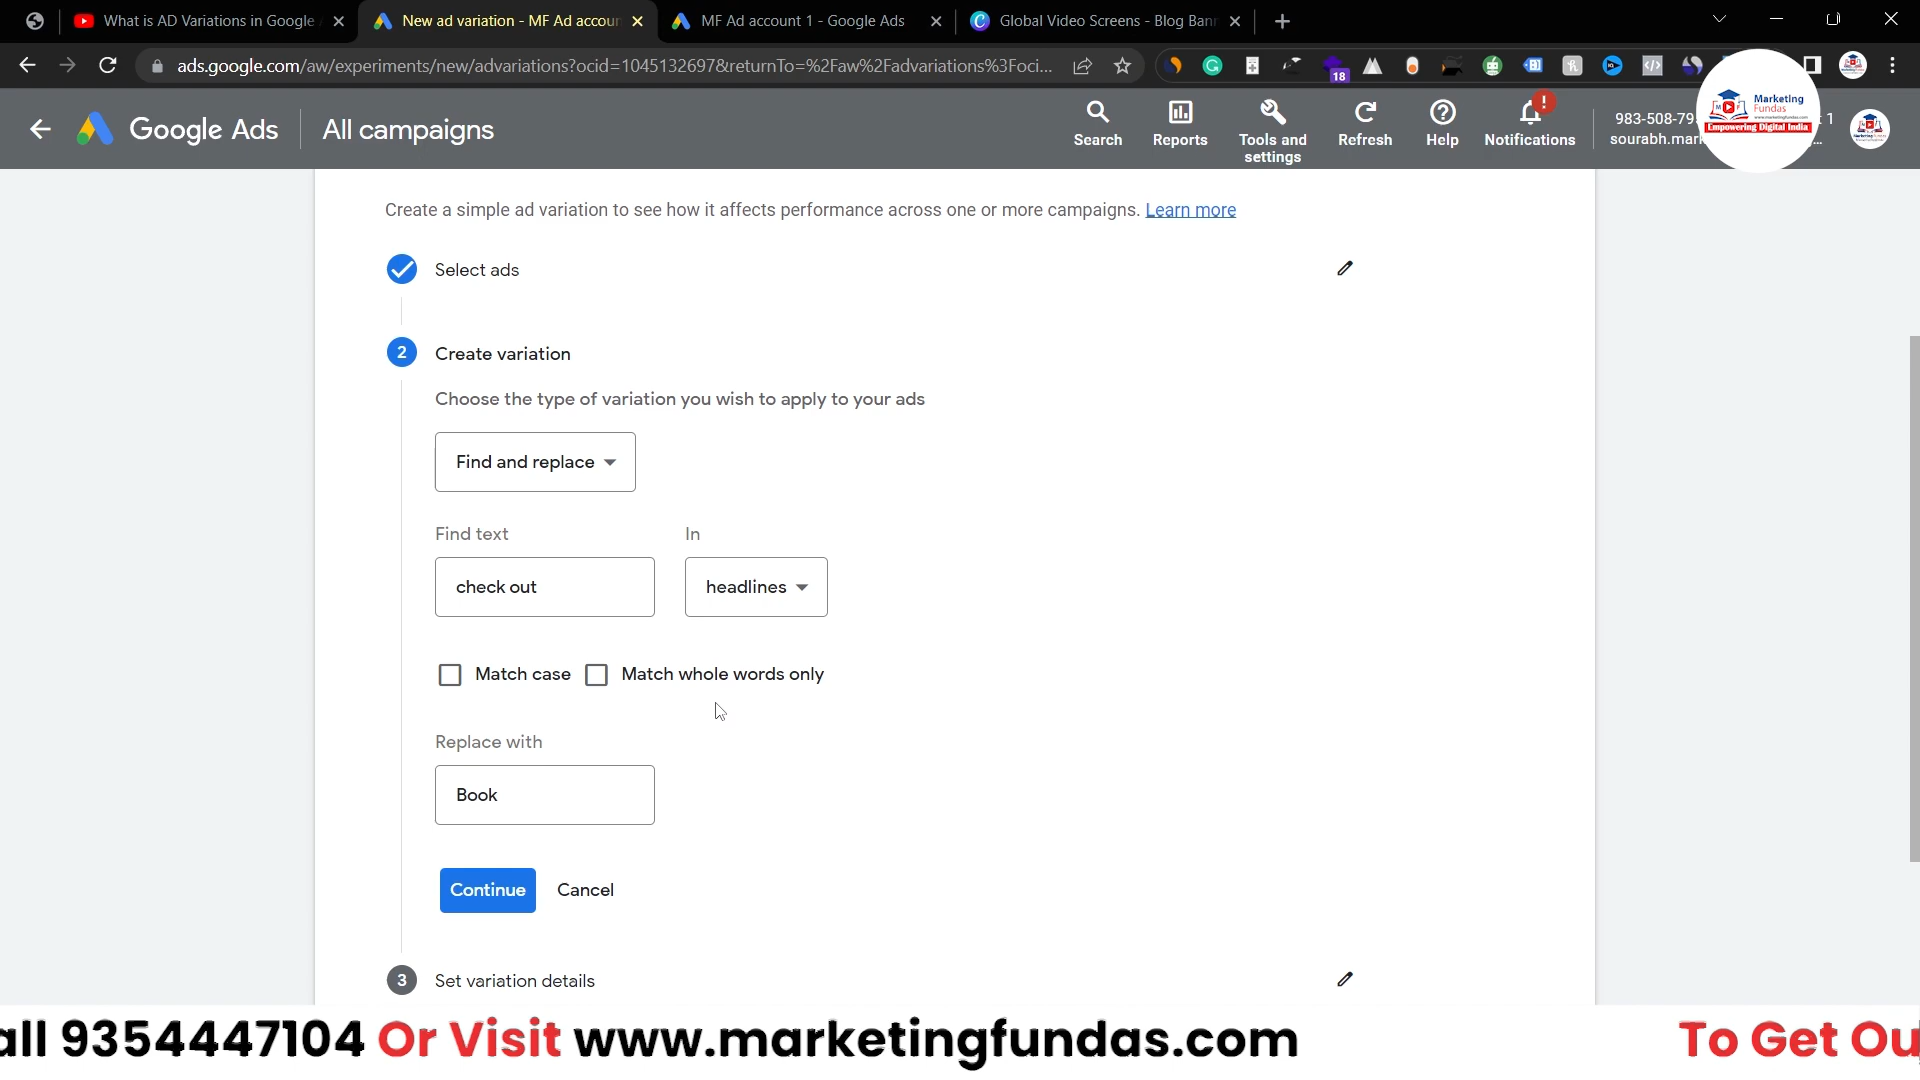 What is AD Variations in Google
New ad variation - MF Ad accoun
MF Ad account 1 - Google Ads
Global Video Screens - Blog Bann
ads.google.com/aw/experiments/new/advariations?ocid=1045132697&returnTo=%2Faw%2Fadvariations%3Foci...
18
Google Ads
All campaigns
Search
Reports
Tools and settings
Refresh
Help
!
Notifications
983-508-79
1
sourabh.mar
...
Marketing
Fundas
www.marketingfundas.com
Empowering Digital India
Create a simple ad variation to see how it affects performance across one or more campaigns. Learn more
Select ads
2 Create variation
Choose the type of variation you wish to apply to your ads
Find and replace
Find text In
check out headlines
Match case Match whole words only
Replace with
Book
Continue Cancel
3 Set variation details
all 9354447104 Or Visit www.marketingfundas.com To Get Ou